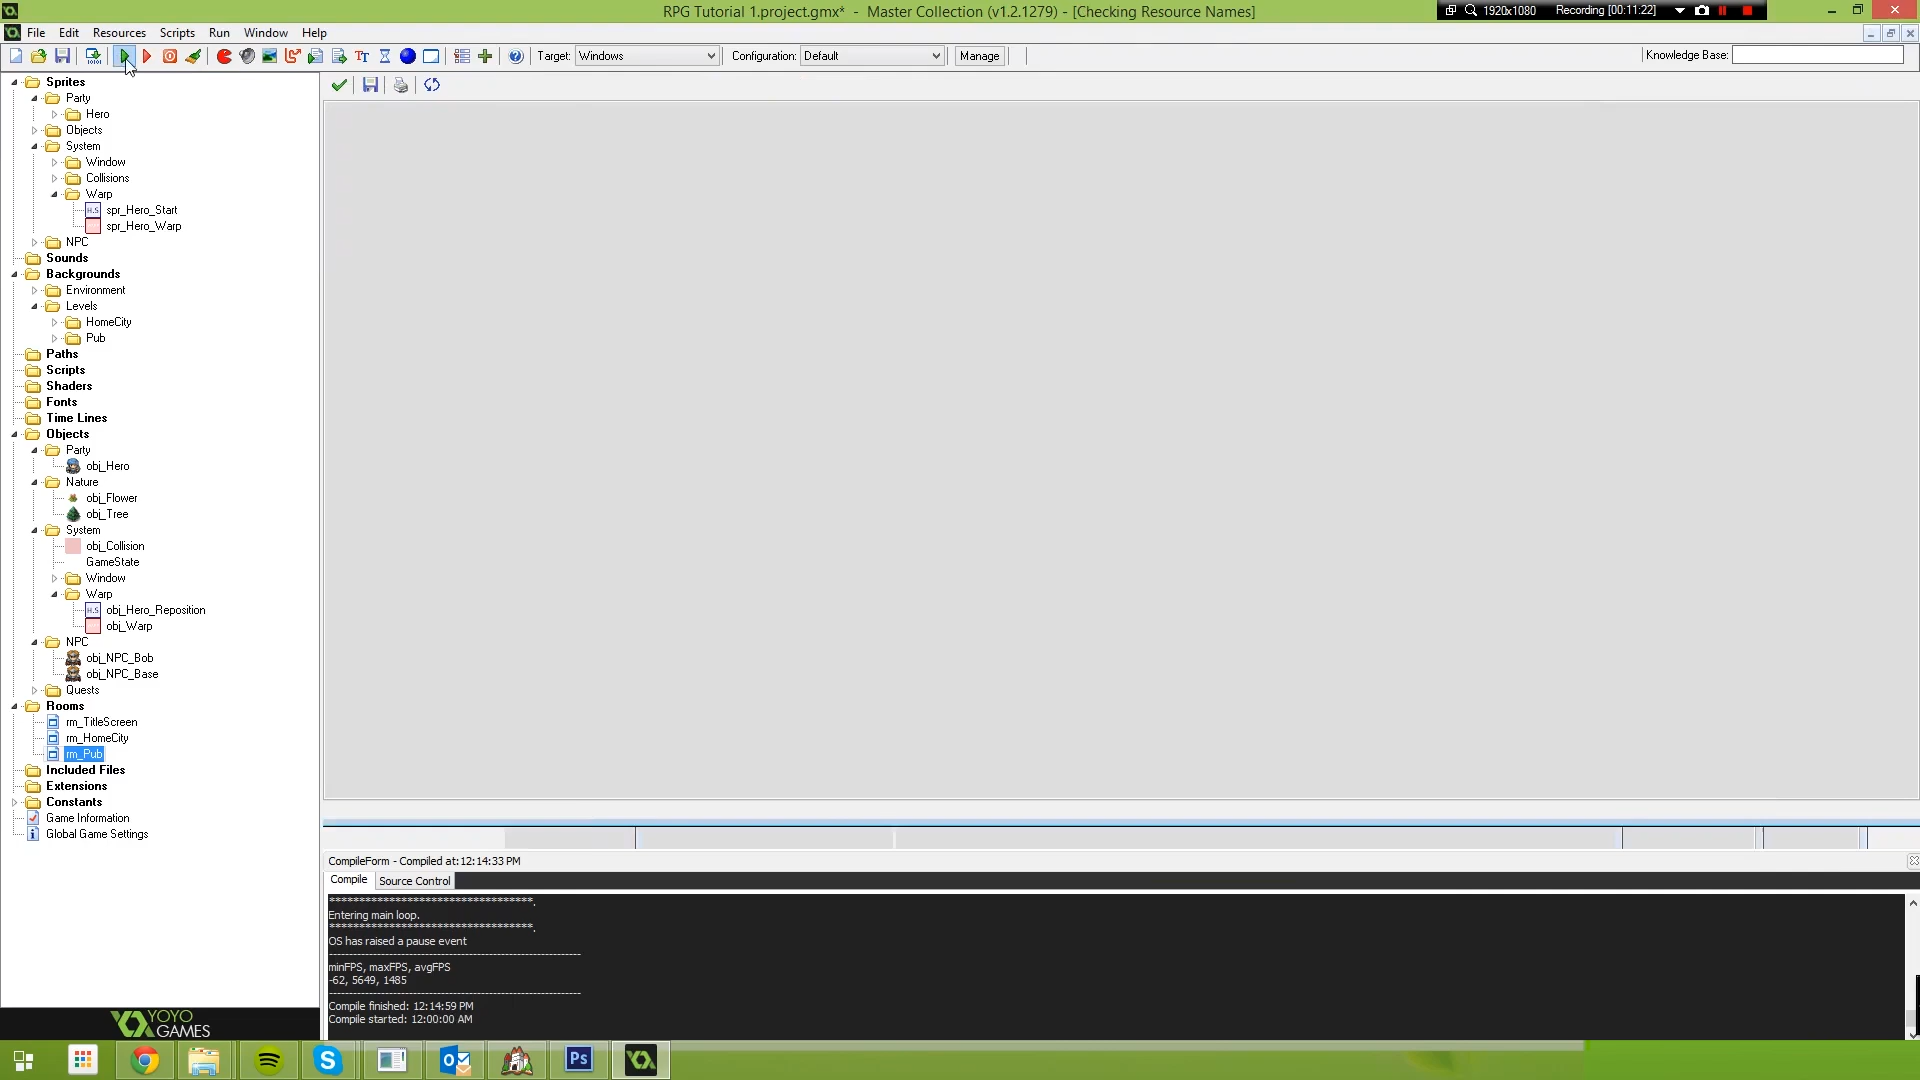 RPG Tutorial 1.project.gmx* - Master Collection (v1.2.1279) - [Checking Resource Names]
1920x1080 Recording [00:11:22]
File Edit Resources Scripts Run Window Help
Target: Windows Configuration: Default Manage Knowledge Base:
Sprites
Party
Hero
Objects
System
Window
Collisions
Warp
H.S spr_Hero_Start
spr_Hero_Warp
NPC
Sounds
Backgrounds
Environment
Levels
HomeCity
Pub
Paths
Scripts
Shaders
Fonts
Time Lines
Objects
Party
obj_Hero
Nature
obj_Flower
obj_Tree
System
obj_Collision
GameState
Window
Warp
H.S obj_Hero_Reposition
obj_Warp
NPC
obj_NPC_Bob
obj_NPC_Base
Quests
Rooms
rm_TitleScreen
rm_HomeCity
rm_Pub
Included Files
Extensions
Constants
Game Information
Global Game Settings
YOYO
GAMES
CompileForm - Compiled at:12:14:33 PM
Compile Source Control
***********************************.
Entering main loop.
***********************************.
OS has raised a pause event
---------------------------------------------------------------
minFPS, maxFPS, avgFPS
-62, 5649, 1485
---------------------------------------------------------------
Compile finished: 12:14:59 PM
Compile started: 12:00:00 AM
Ps